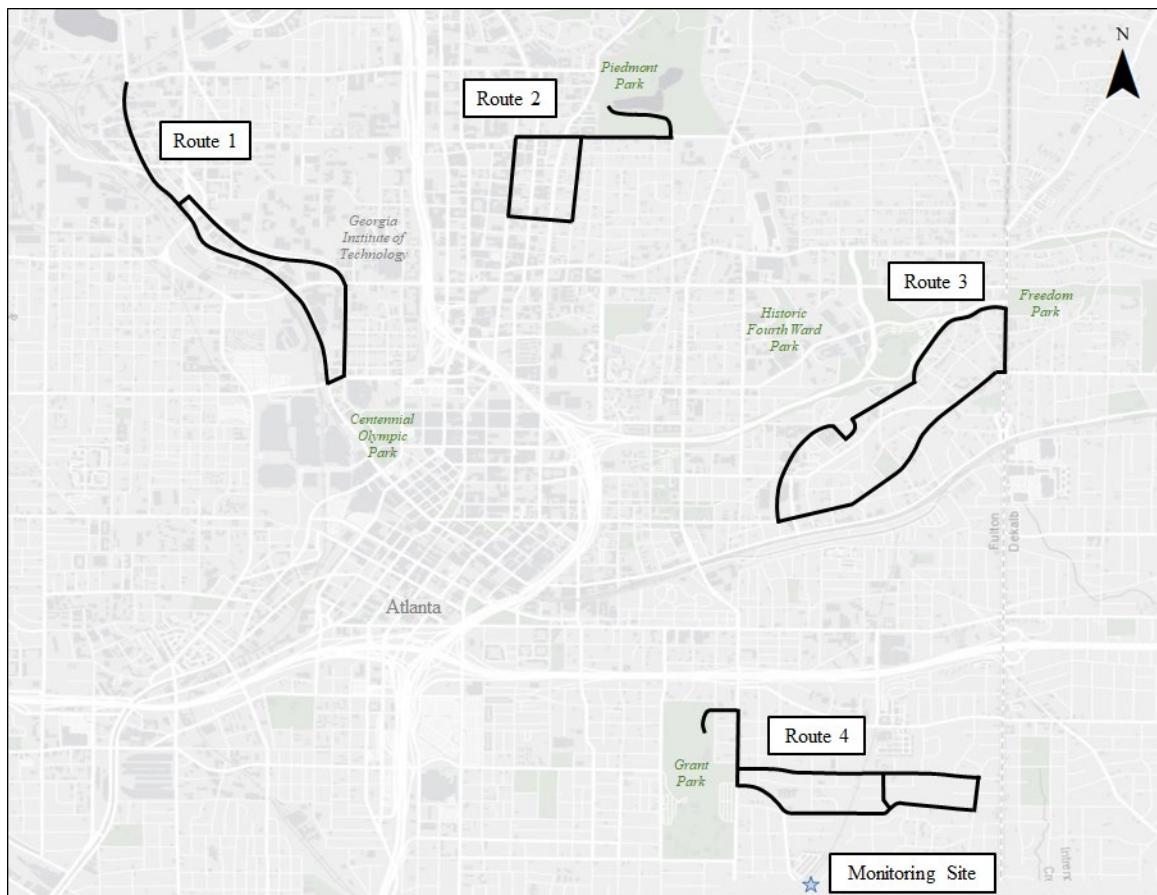 N
Piedmont
Park
Route 2
Route 1
Georgia
Institute of
Technology
Route 3
Freedom
Park
Historic
Fourth Ward
Park
Centennial
Olympic
Park
Fulton
Dekalb
Atlanta
Route 4
Grant
Park
Monitoring Site